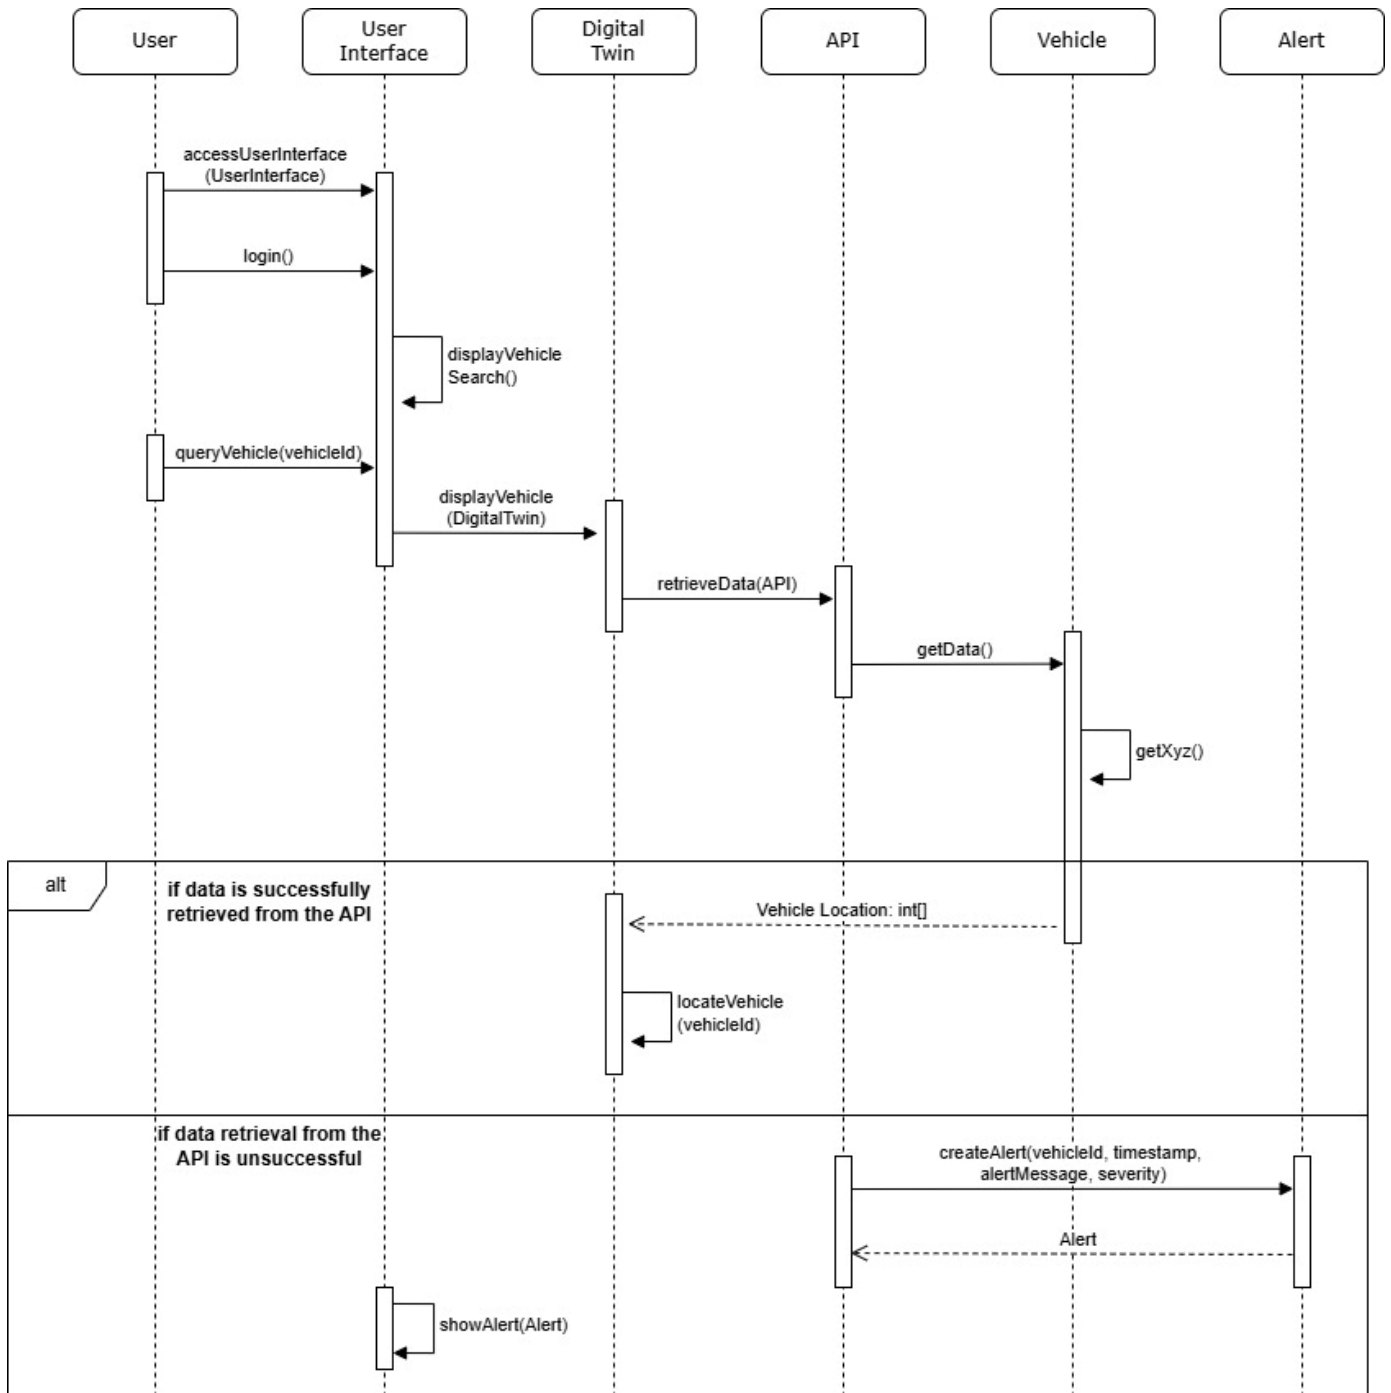 User
User
Interface
Digital
Twin
API
Vehicle
Alert
accessUserInterface
(UserInterface)
login()
displayVehicle
Search()
queryVehicle(vehicleId)
displayVehicle
(DigitalTwin)
retrieveData(API)
getData()
getXyz()
alt
if data is successfully
retrieved from the API
Vehicle Location: int[]
locateVehicle
(vehicleId)
if data retrieval from the
API is unsuccessful
createAlert(vehicleId, timestamp,
alertMessage, severity)
Alert
showAlert(Alert)